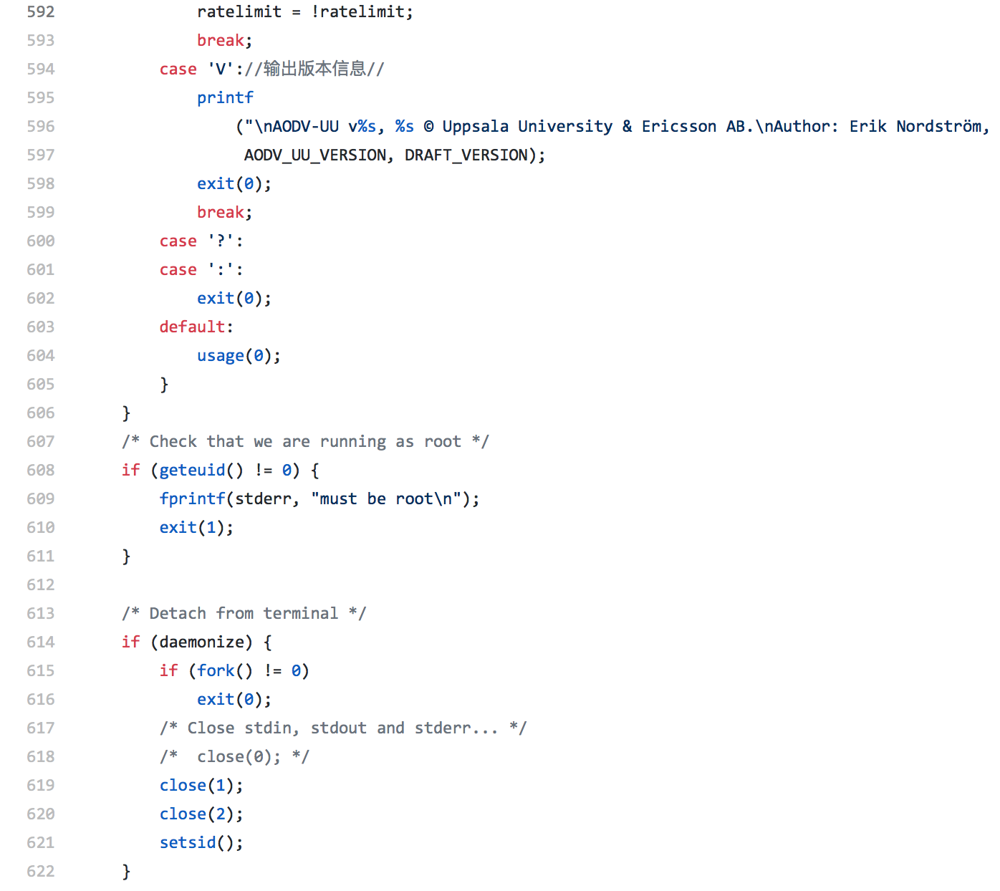 592 ratelimit = !ratelimit;
593 break;
594 case 'V'://输出版本信息//
595 printf
596 ("\nAODV-UU v%s, %s © Uppsala University & Ericsson AB.\nAuthor: Erik Nordström,
597 AODV_UU_VERSION, DRAFT_VERSION);
598 exit(0);
599 break;
600 case '?':
601 case ':':
602 exit(0);
603 default:
604 usage(0);
605 }
606 }
607 /* Check that we are running as root */
608 if (geteuid() != 0) {
609 fprintf(stderr, "must be root\n");
610 exit(1);
611 }
612
613 /* Detach from terminal */
614 if (daemonize) {
615 if (fork() != 0)
616 exit(0);
617 /* Close stdin, stdout and stderr... */
618 /*  close(0); */
619 close(1);
620 close(2);
621 setsid();
622 }